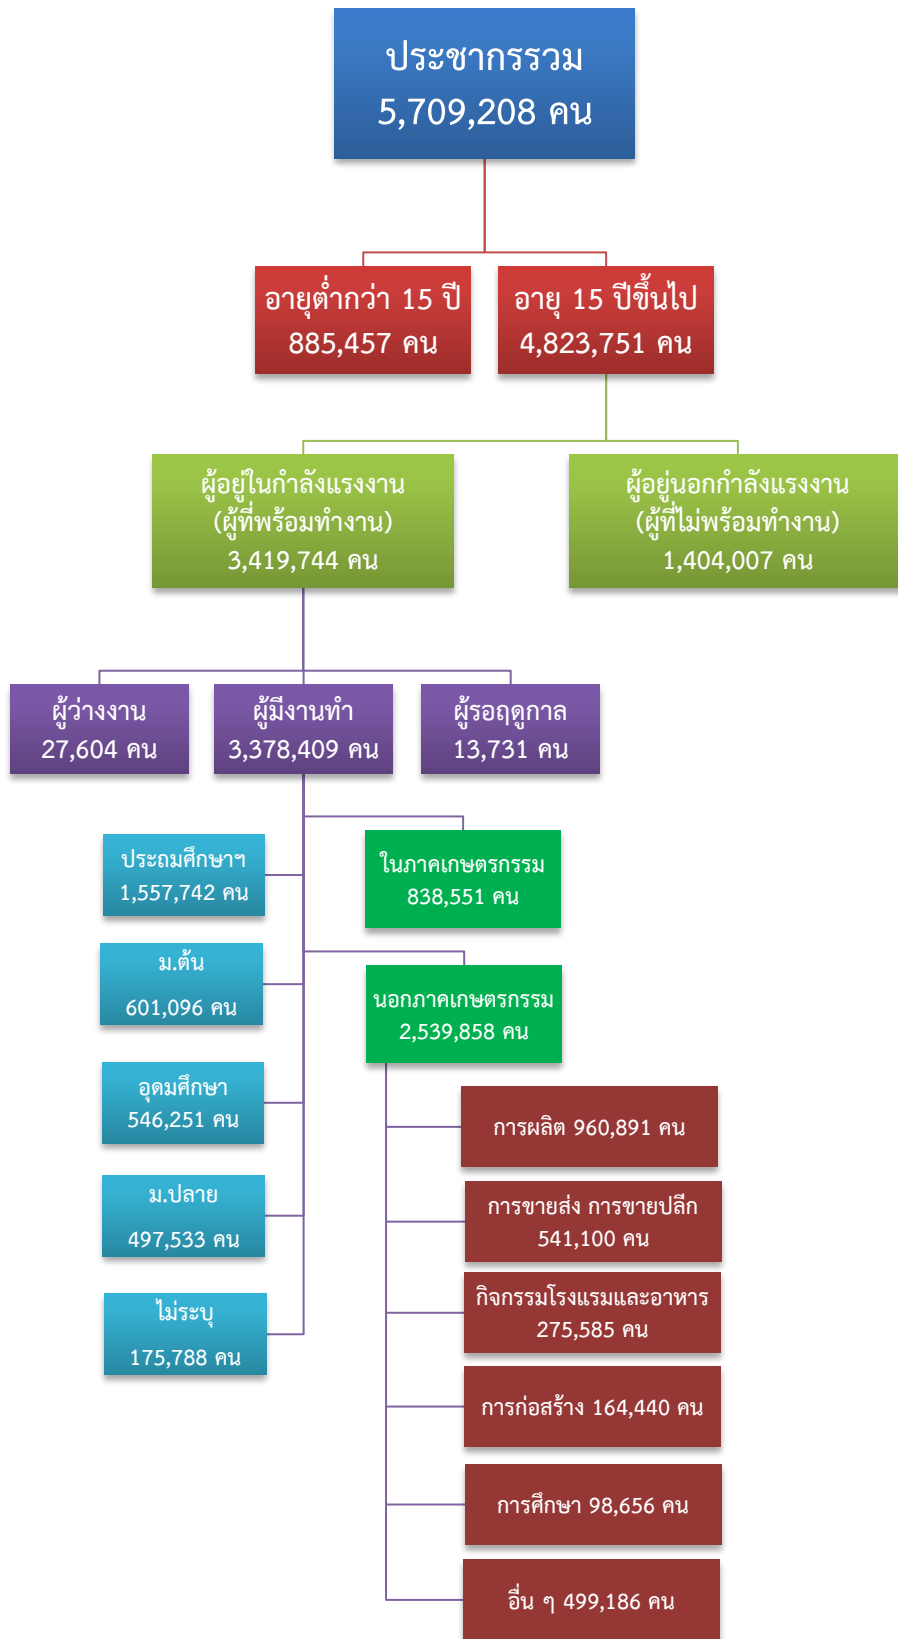 ประชากรรวม
5,709,208 คน
อายุต่ำกว่า 15 ปี
885,457 คน
อายุ 15 ปีขึ้นไป
4,823,751 คน
ผู้อยู่ในกำลังแรงงาน
(ผู้ที่พร้อมทำงาน)
3,419,744 คน
ผู้อยู่นอกกำลังแรงงาน
(ผู้ที่ไม่พร้อมทำงาน)
1,404,007 คน
ผู้ว่างงาน
27,604 คน
ผู้มีงานทำ
3,378,409 คน
ผู้รอฤดูกาล
13,731 คน
ประถมศึกษาฯ
1,557,742 คน
ม.ต้น
601,096 คน
อุดมศึกษา
546,251 คน
ม.ปลาย
497,533 คน
ไม่ระบุ
175,788 คน
ในภาคเกษตรกรรม
838,551 คน
นอกภาคเกษตรกรรม
2,539,858 คน
การผลิต 960,891 คน
การขายส่ง การขายปลีก
541,100 คน
กิจกรรมโรงแรมและอาหาร
275,585 คน
การก่อสร้าง 164,440 คน
การศึกษา 98,656 คน
อื่น ๆ 499,186 คน